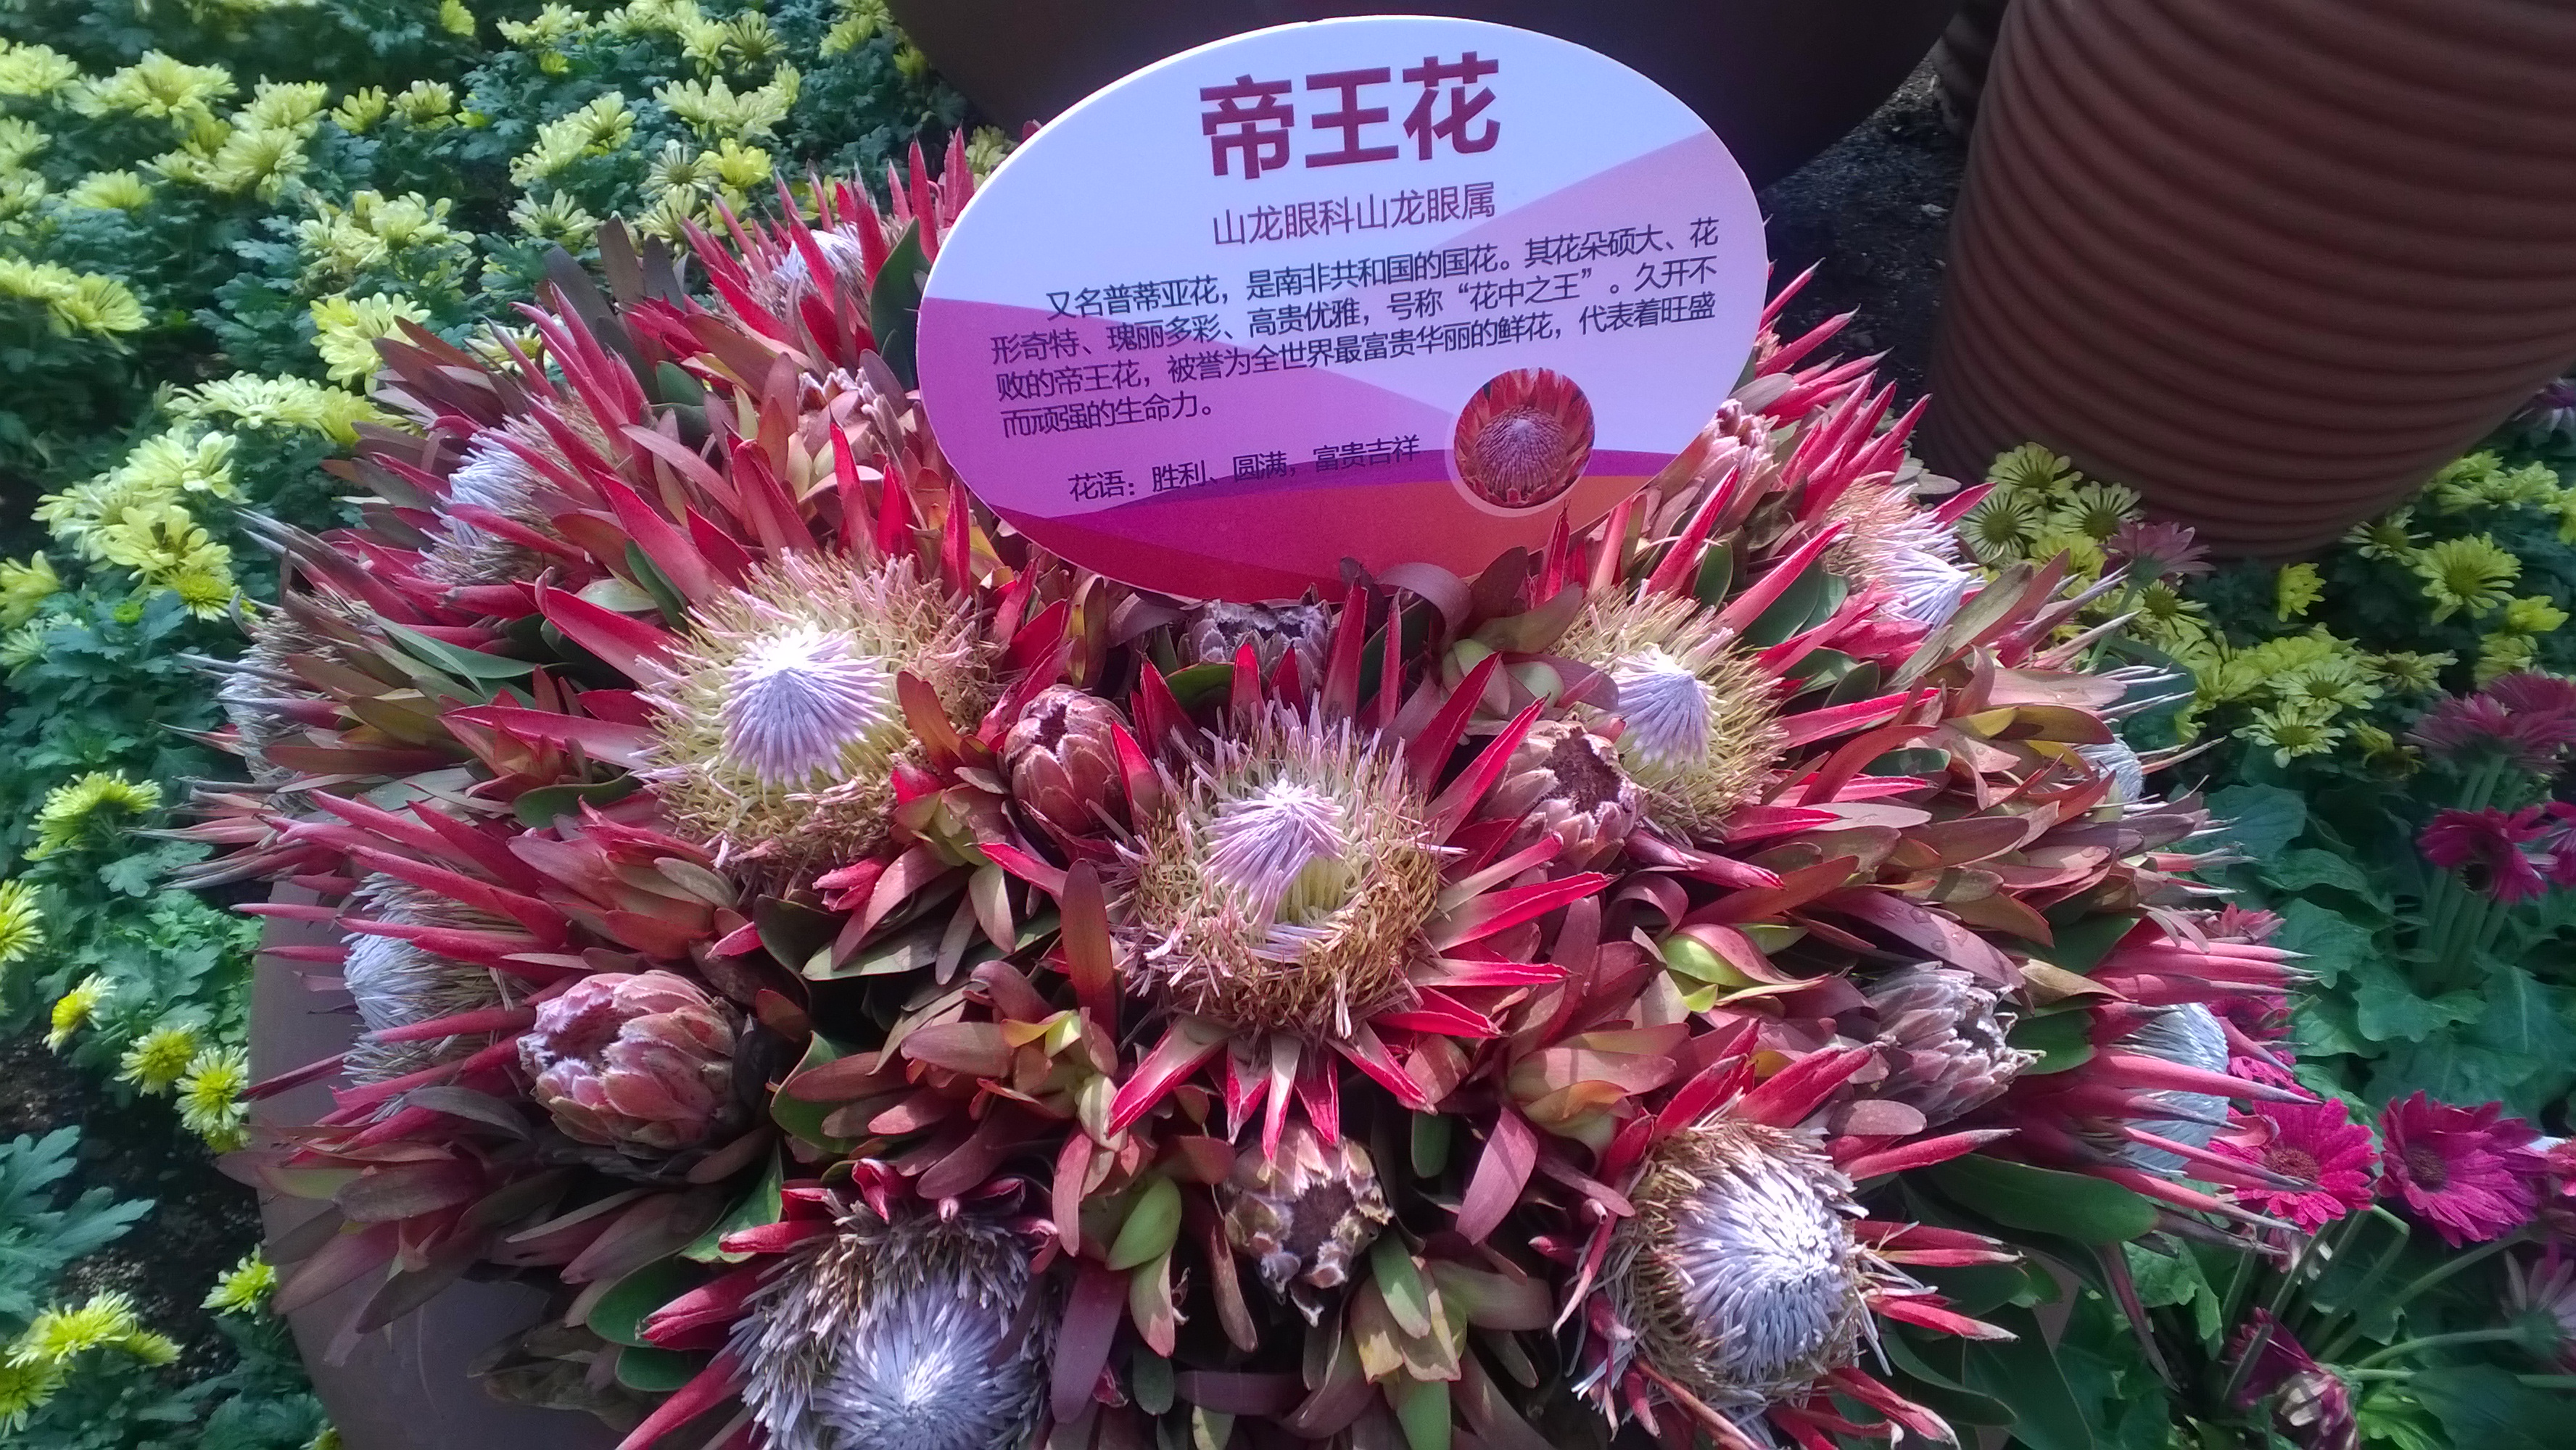 帝王花
山龙眼科山龙眼属
又名普蒂亚花，是南非共和国的国花。其花朵硕大、花
形奇特、瑰丽多彩、高贵优雅，号称“花中之王”。久开不
败的帝王花，被誉为全世界最富贵华丽的鲜花，代表着旺盛
而顽强的生命力。
花语：胜利、圆满，富贵吉祥